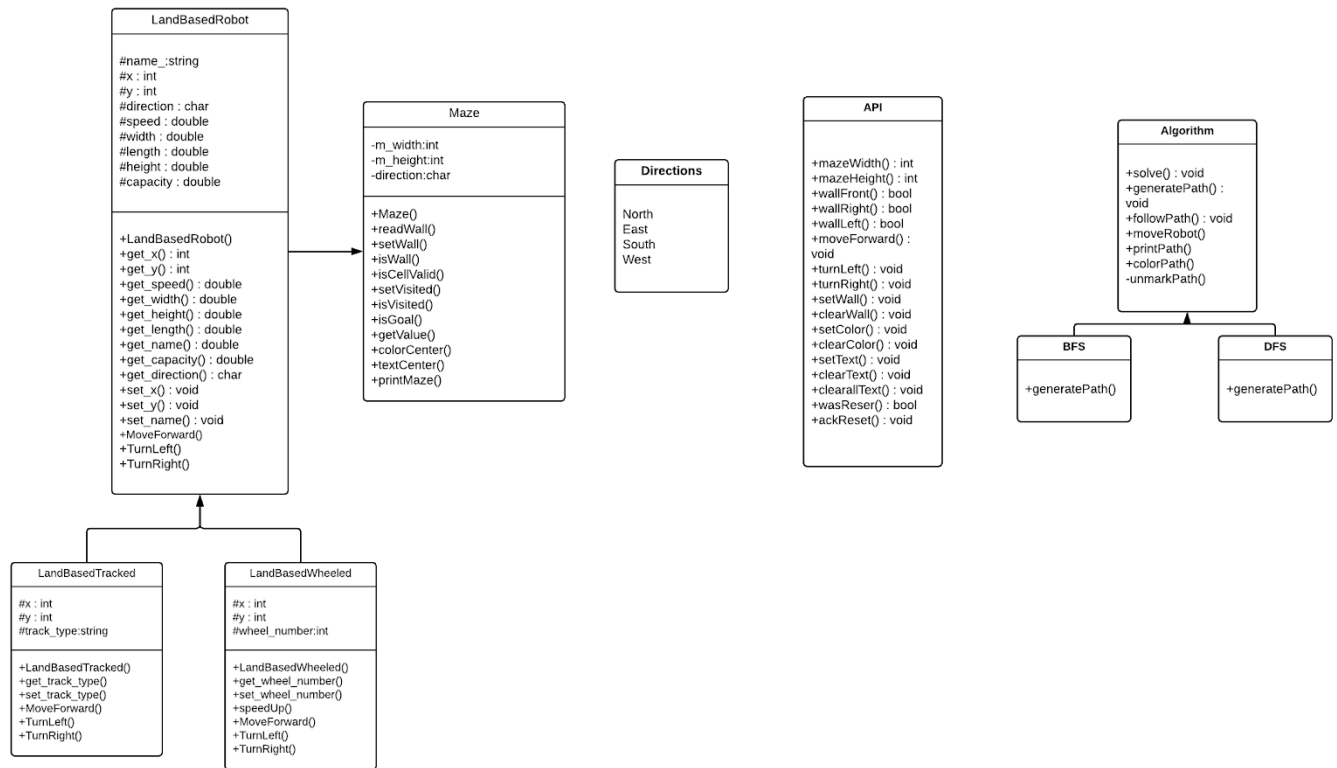 LandBasedRobot
#name_:string
#x : int
#y : int
#direction : char
#speed : double
#width : double
#length : double
#height : double
#capacity : double
+LandBasedRobot()
+get_x() : int
+get_y() : int
+get_speed() : double
+get_width() : double
+get_height() : double
+get_length() : double
+get_name() : double
+get_capacity() : double
+get_direction() : char
+set_x() : void
+set_y() : void
+set_name() : void
+MoveForward()
+TurnLeft()
+TurnRight()
Maze
-m_width:int
-m_height:int
-direction:char
+Maze()
+readWall()
+setWall()
+isWall()
+isCellValid()
+setVisited()
+isVisited()
+isGoal()
+getValue()
+colorCenter()
+textCenter()
+printMaze()
Directions
North
East
South
West
API
+mazeWidth() : int
+mazeHeight() : int
+wallFront() : bool
+wallRight() : bool
+wallLeft() : bool
+moveForward() :
void
+turnLeft() : void
+turnRight() : void
+setWall() : void
+clearWall() : void
+setColor() : void
+clearColor() : void
+setText() : void
+clearText() : void
+clearallText() : void
+wasReser() : bool
+ackReset() : void
Algorithm
+solve() : void
+generatePath() :
void
+followPath() : void
+moveRobot()
+printPath()
+colorPath()
-unmarkPath()
BFS
+generatePath()
DFS
+generatePath()
LandBasedTracked
#x : int
#y : int
#track_type:string
+LandBasedTracked()
+get_track_type()
+set_track_type()
+MoveForward()
+TurnLeft()
+TurnRight()
LandBasedWheeled
#x : int
#y : int
#wheel_number:int
+LandBasedWheeled()
+get_wheel_number()
+set_wheel_number()
+speedUp()
+MoveForward()
+TurnLeft()
+TurnRight()